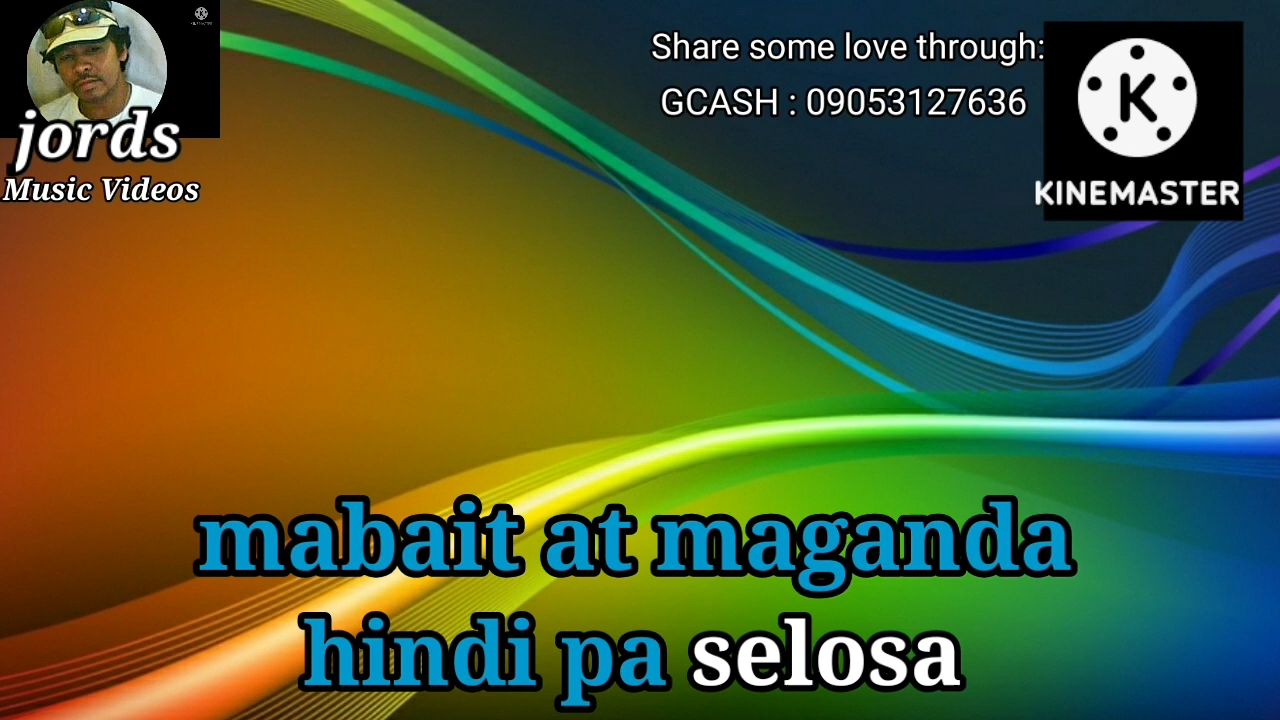 jords
Music Videos
Share some love through:
GCASH : 09053127636
K
KINEMASTER
mabait at maganda
hindi pa selosa